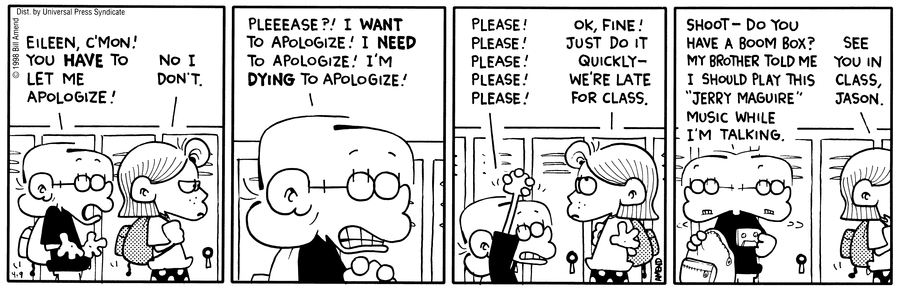 Dist. by Universal Press Syndicate
© 1998 Bill Amend
EILEEN, C'MON!
YOU HAVE TO
LET ME
APOLOGIZE!
NO I
DON'T.
4-9
PLEEEASE?! I WANT
TO APOLOGIZE! I NEED
TO APOLOGIZE! I'M
DYING TO APOLOGIZE!
PLEASE!
PLEASE!
PLEASE!
PLEASE!
PLEASE!
OK, FINE!
JUST DO IT
QUICKLY—
WE'RE LATE
FOR CLASS.
AMEND
SHOOT— DO YOU
HAVE A BOOM BOX?
MY BROTHER TOLD ME
I SHOULD PLAY THIS
"JERRY MAGUIRE"
MUSIC WHILE
I'M TALKING.
SEE
YOU IN
CLASS,
JASON.